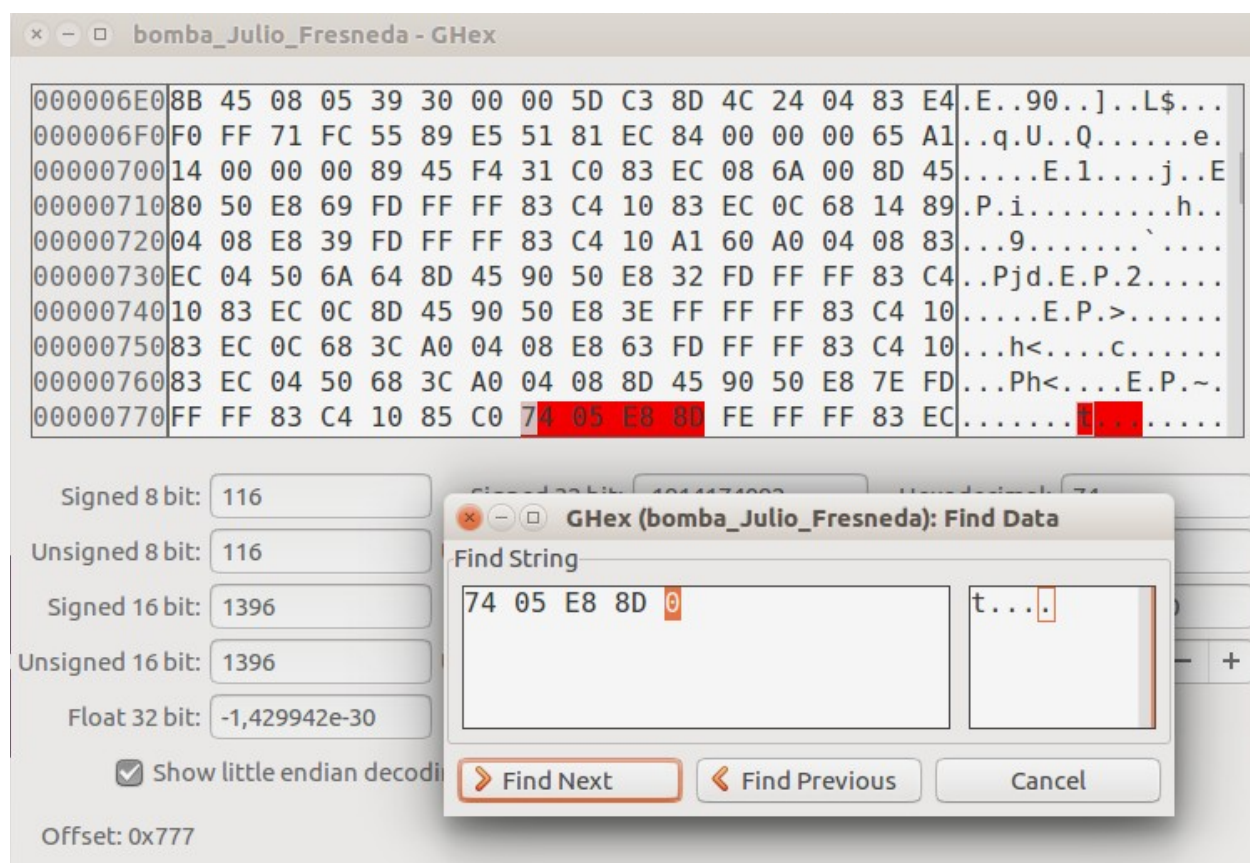 bomba_Julio_Fresneda - GHex
000006E0 8B 45 08 05 39 30 00 00 5D C3 8D 4C 24 04 83 E4 .E..90..]..L$...
000006F0 F0 FF 71 FC 55 89 E5 51 81 EC 84 00 00 00 65 A1 ..q.U..Q......e.
00000700 14 00 00 00 89 45 F4 31 C0 83 EC 08 6A 00 8D 45 .....E.1....j..E
00000710 80 50 E8 69 FD FF FF 83 C4 10 83 EC 0C 68 14 89 .P.i.........h..
00000720 04 08 E8 39 FD FF FF 83 C4 10 A1 60 A0 04 08 83 ...9.......`....
00000730 EC 04 50 6A 64 8D 45 90 50 E8 32 FD FF FF 83 C4 ..Pjd.E.P.2.....
00000740 10 83 EC 0C 8D 45 90 50 E8 3E FF FF FF 83 C4 10 .....E.P.>......
00000750 83 EC 0C 68 3C A0 04 08 E8 63 FD FF FF 83 C4 10 ...h<....c......
00000760 83 EC 04 50 68 3C A0 04 08 8D 45 90 50 E8 7E FD ...Ph<....E.P.~.
00000770 FF FF 83 C4 10 85 C0 74 05 E8 8D FE FF FF 83 EC .......t........
Signed 8 bit: 116
Unsigned 8 bit: 116
Signed 16 bit: 1396
Unsigned 16 bit: 1396
Float 32 bit: -1,429942e-30
Show little endian decodi
Offset: 0x777
GHex (bomba_Julio_Fresneda): Find Data
Find String
74 05 E8 8D 0 t....
Find Next Find Previous Cancel